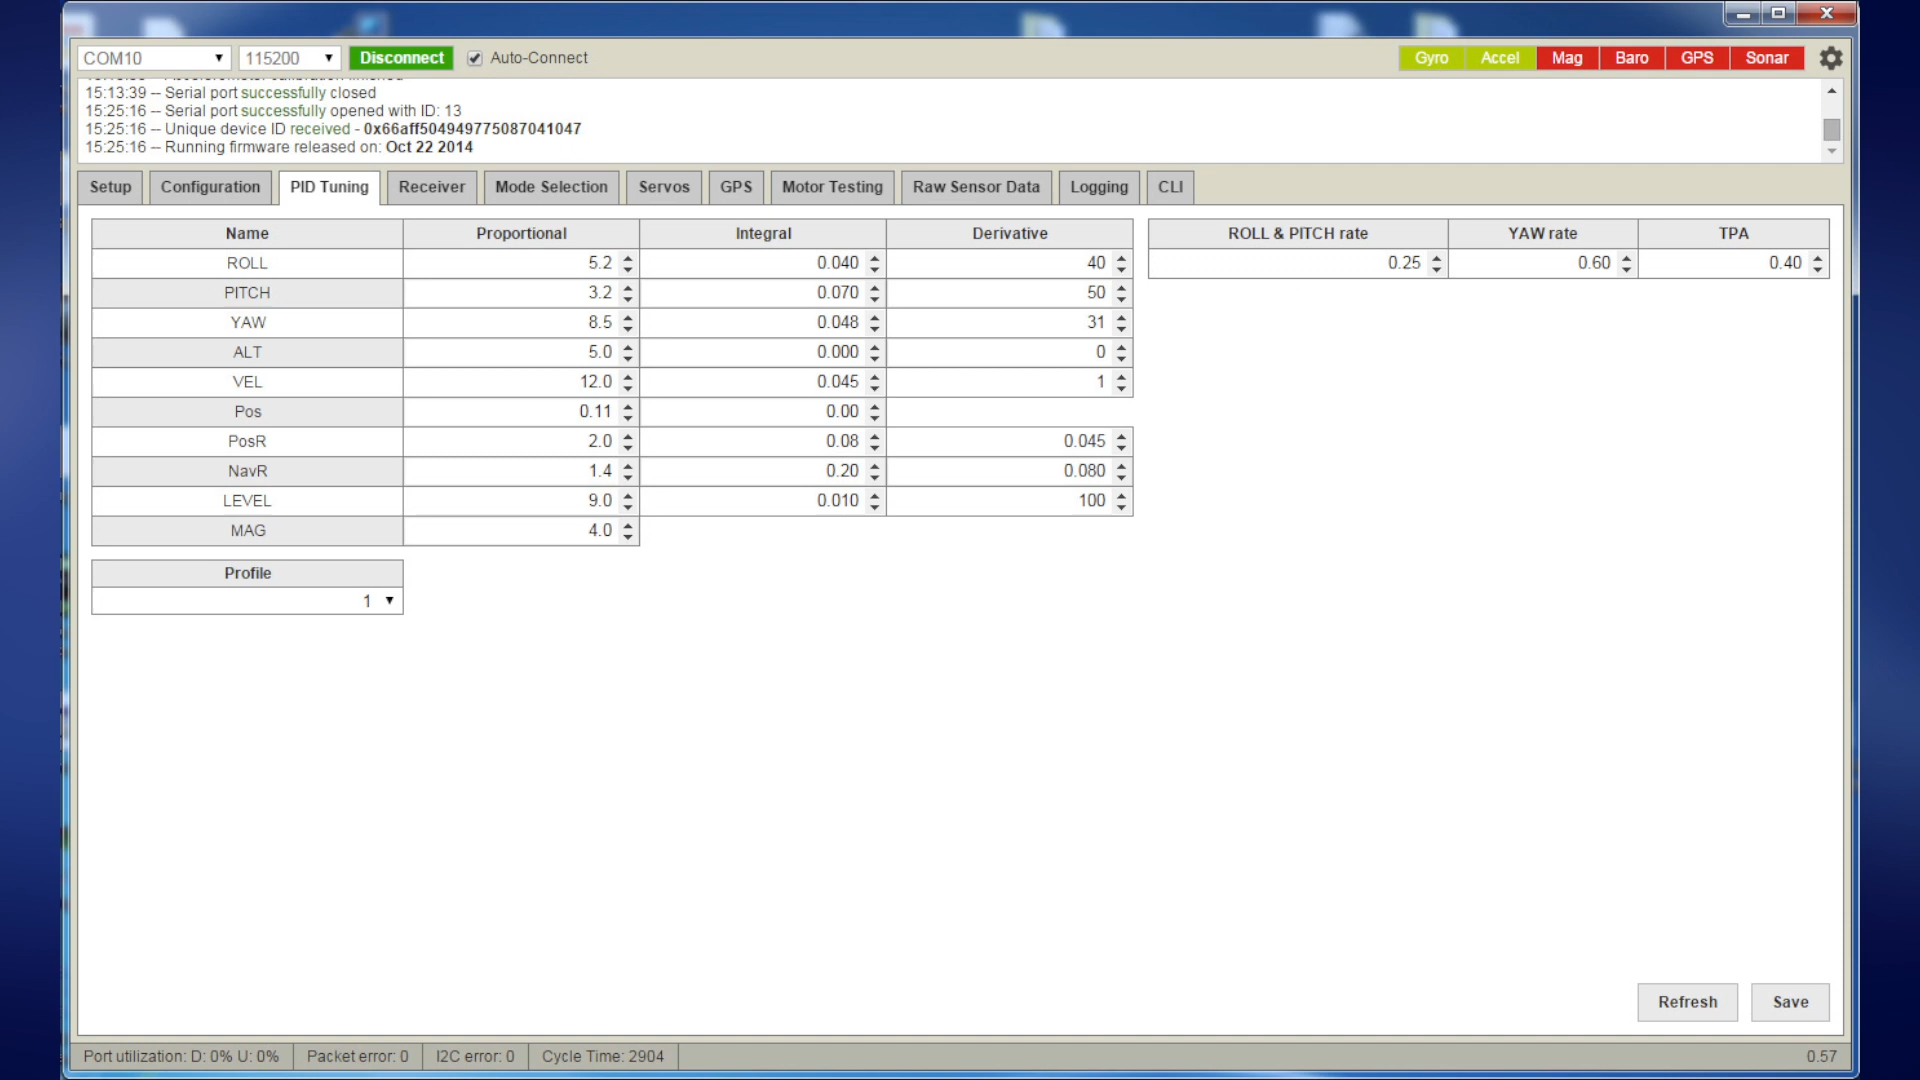 COM10 115200 Disconnect Auto-Connect Gyro Accel Mag Baro GPS Sonar
15:13:39 -- Serial port successfully closed
15:25:16 -- Serial port successfully opened with ID: 13
15:25:16 -- Unique device ID received - 0x66aff504949775087041047
15:25:16 -- Running firmware released on: Oct 22 2014
Setup Configuration PID Tuning Receiver Mode Selection Servos GPS Motor Testing Raw Sensor Data Logging CLI
Name Proportional Integral Derivative ROLL & PITCH rate YAW rate TPA
ROLL 5.2 0.040 40 0.25 0.60 0.40
PITCH 3.2 0.070 50
YAW 8.5 0.048 31
ALT 5.0 0.000 0
VEL 12.0 0.045 1
Pos 0.11 0.00
PosR 2.0 0.08 0.045
NavR 1.4 0.20 0.080
LEVEL 9.0 0.010 100
MAG 4.0
Profile
1
Refresh Save
Port utilization: D: 0% U: 0% Packet error: 0 I2C error: 0 Cycle Time: 2904 0.57